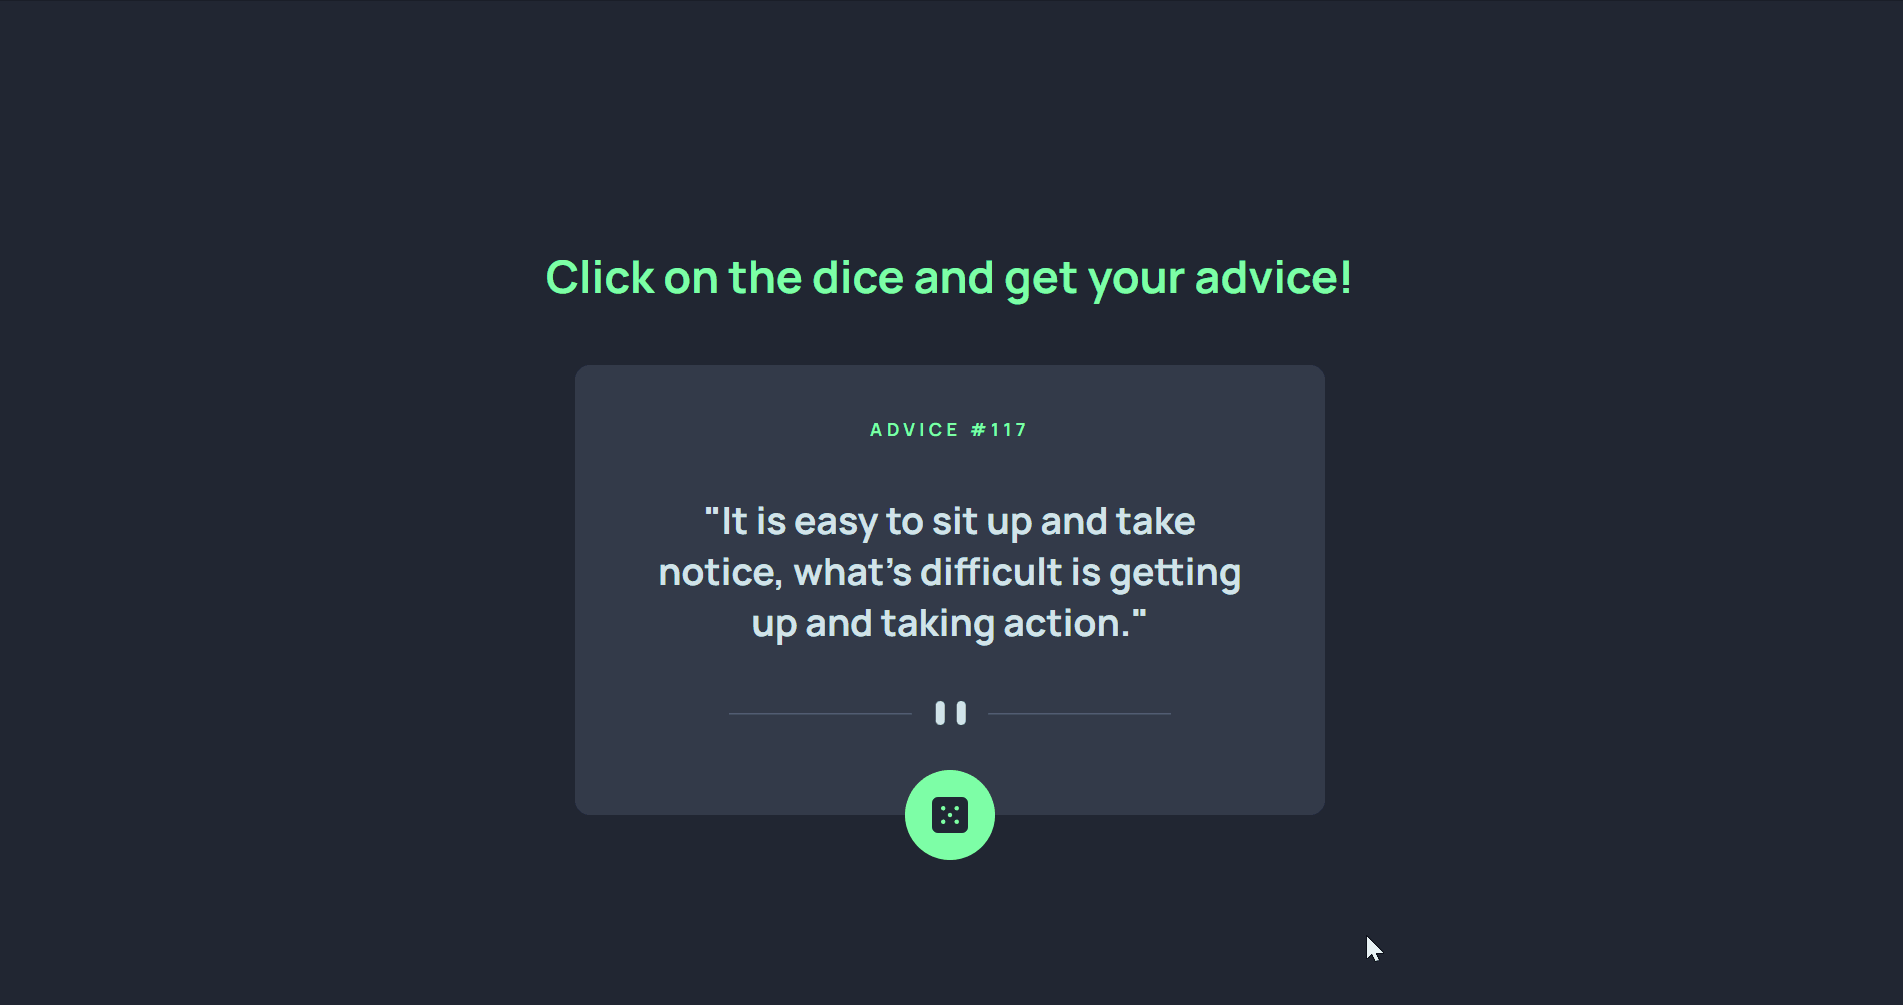 Click on the dice and get your advice!
ADVICE #117
"It is easy to sit up and take
notice, what's difficult is getting
up and taking action."